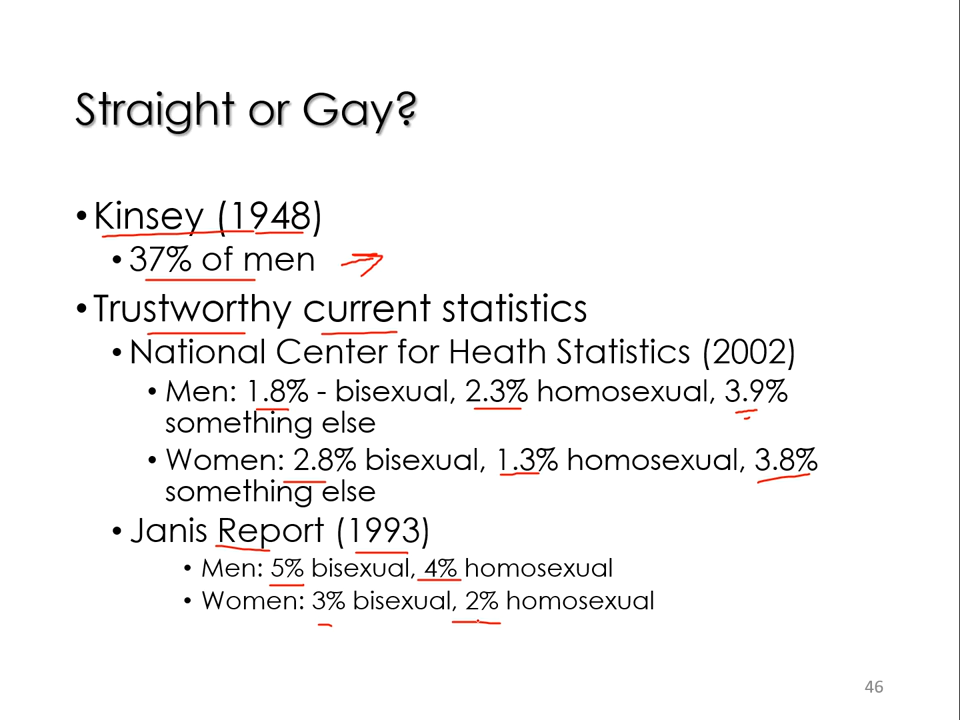 Straight or Gay?
• Kinsey (1948)
• 37% of men
• Trustworthy current statistics
• National Center for Heath Statistics (2002)
• Men: 1.8% - bisexual, 2.3% homosexual, 3.9%
something else
• Women: 2.8% bisexual, 1.3% homosexual, 3.8%
something else
• Janis Report (1993)
• Men: 5% bisexual, 4% homosexual
• Women: 3% bisexual, 2% homosexual
46